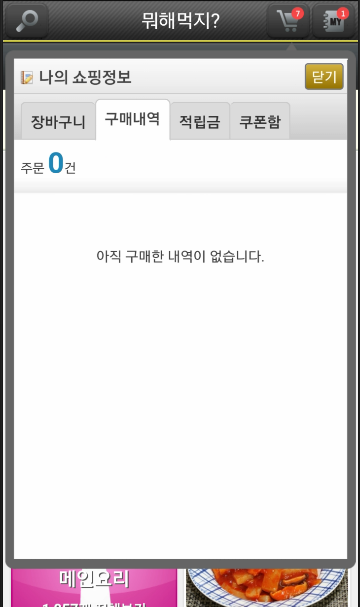 뭐해먹지?
7
MY
1
나의 쇼핑정보
닫기
장바구니
구매내역
적립금
쿠폰함
주문 0건
아직 구매한 내역이 없습니다.
메인요리